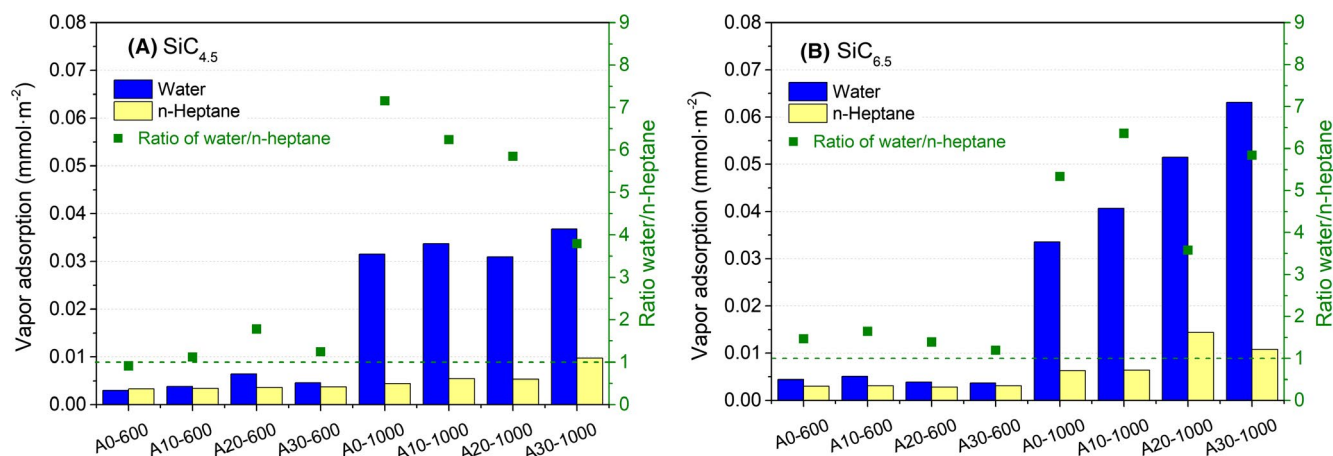 (A) SiC4.5
Water
n-Heptane
Ratio of water/n-heptane
Vapor adsorption (mmol·m-2)
0.08
0.07
0.06
0.05
0.04
0.03
0.02
0.01
0.00
9
8
7
6
5
4
3
2
1
0
Ratio water/n-heptane
A0-600
A10-600
A20-600
A30-600
A0-1000
A10-1000
A20-1000
A30-1000
(B) SiC6.5
Water
n-Heptane
Ratio of water/n-heptane
Vapor adsorption (mmol·m-2)
0.08
0.07
0.06
0.05
0.04
0.03
0.02
0.01
0.00
9
8
7
6
5
4
3
2
1
0
Ratio water/n-heptane
A0-600
A10-600
A20-600
A30-600
A0-1000
A10-1000
A20-1000
A30-1000